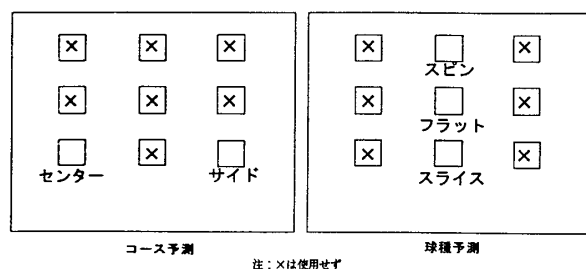 スピン
フラット
センター
サイド
スライス
コース予測
球種予測
注：×は使用せず